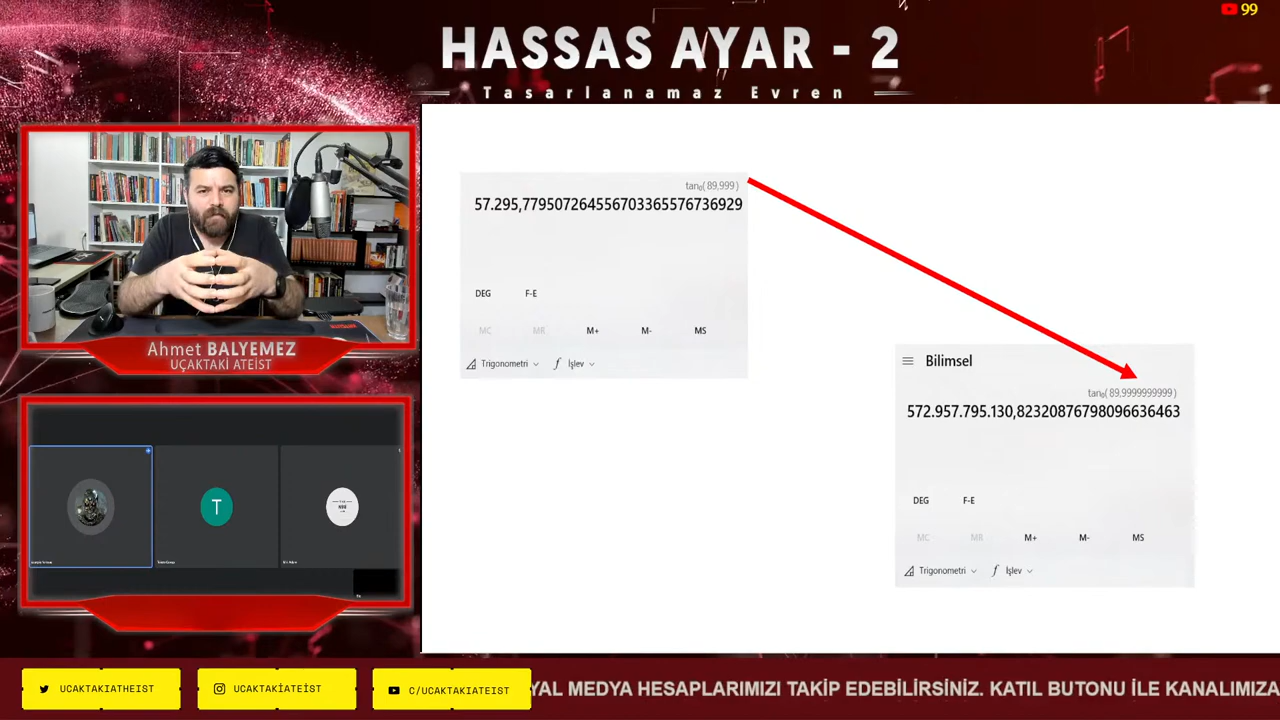 99
HASSAS AYAR - 2
Tasarlanamaz Evren
tan₀( 89,999 )
57.295,779507264556703365576736929
DEG F-E
MC MR M+ M- MS
Trigonometri İşlev
Ahmet BALYEMEZ
UÇAKTAKİ ATEİST
Bilimsel
tan₀( 89,9999999999 )
572.957.795.130,82320876798096636463
DEG F-E
MC MR M+ M- MS
Trigonometri İşlev
T
UCAKTAKIATHEIST
UCAKTAKİATEİST
C/UCAKTAKIATEIST
YAL MEDYA HESAPLARIMIZI TAKİP EDEBİLİRSİNİZ. KATIL BUTONU İLE KANALIMIZA